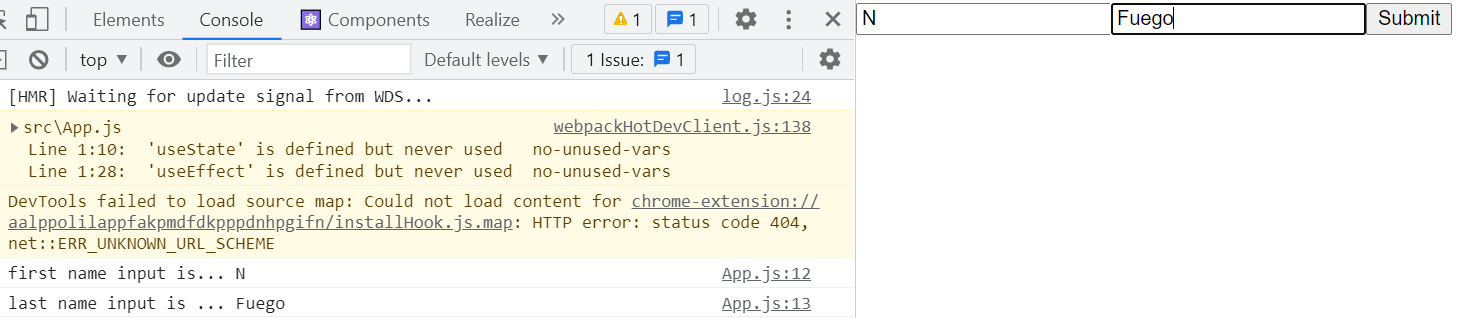 Elements Console Components Realize » 1 1
top Filter Default levels 1 Issue: 1
[HMR] Waiting for update signal from WDS... log.js:24
src\App.js webpackHotDevClient.js:138
Line 1:10: 'useState' is defined but never used no-unused-vars
Line 1:28: 'useEffect' is defined but never used no-unused-vars
DevTools failed to load source map: Could not load content for chrome-extension://
aalppolilappfakpmdfdkpppdnhpgifn/installHook.js.map: HTTP error: status code 404,
net::ERR_UNKNOWN_URL_SCHEME
first name input is... N App.js:12
last name input is ... Fuego App.js:13
N Fuego Submit